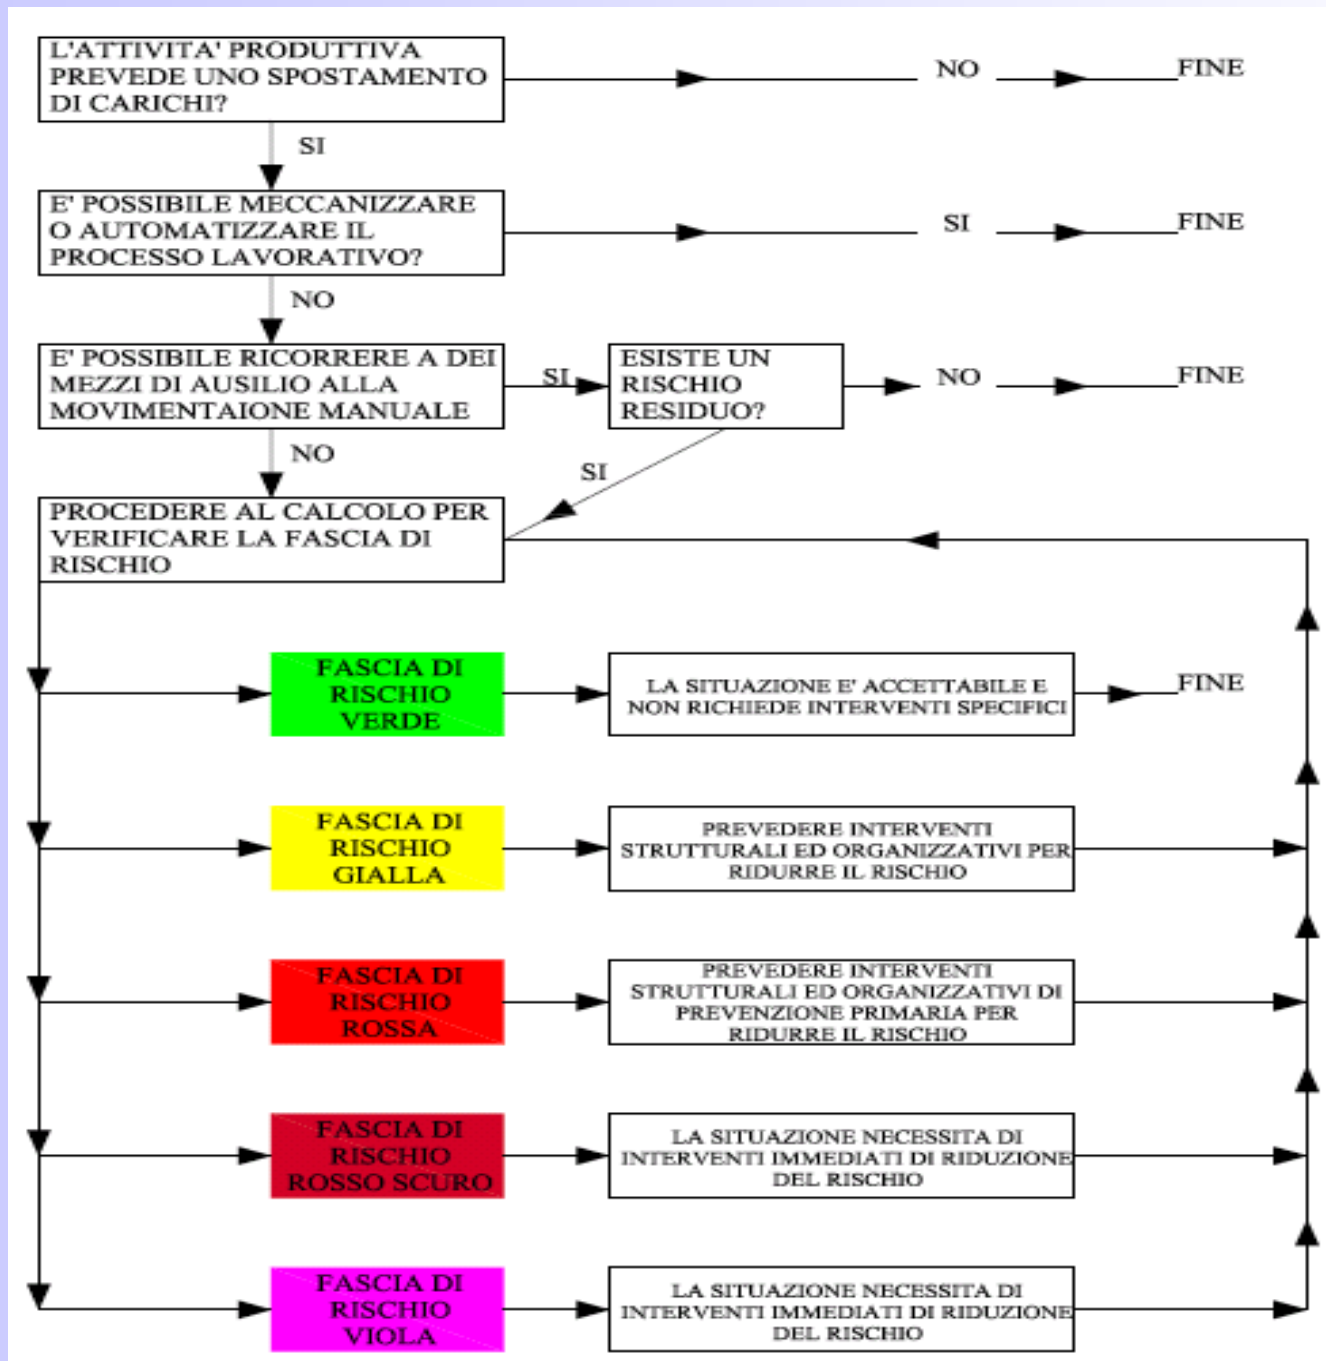 L'ATTIVITA' PRODUTTIVA
PREVEDE UNO SPOSTAMENTO
DI CARICHI?
NO
FINE
SI
E' POSSIBILE MECCANIZZARE
O AUTOMATIZZARE IL
PROCESSO LAVORATIVO?
SI
FINE
NO
E' POSSIBILE RICORRERE A DEI
MEZZI DI AUSILIO ALLA
MOVIMENTAIONE MANUALE
SI
ESISTE UN
RISCHIO
RESIDUO?
NO
FINE
NO
SI
PROCEDERE AL CALCOLO PER
VERIFICARE LA FASCIA DI
RISCHIO
FASCIA DI
RISCHIO
VERDE
LA SITUAZIONE E' ACCETTABILE E
NON RICHIEDE INTERVENTI SPECIFICI
FINE
FASCIA DI
RISCHIO
GIALLA
PREVEDERE INTERVENTI
STRUTTURALI ED ORGANIZZATIVI PER
RIDURRE IL RISCHIO
FASCIA DI
RISCHIO
ROSSA
PREVEDERE INTERVENTI
STRUTTURALI ED ORGANIZZATIVI DI
PREVENZIONE PRIMARIA PER
RIDURRE IL RISCHIO
FASCIA DI
RISCHIO
ROSSO SCURO
LA SITUAZIONE NECESSITA DI
INTERVENTI IMMEDIATI DI RIDUZIONE
DEL RISCHIO
FASCIA DI
RISCHIO
VIOLA
LA SITUAZIONE NECESSITA DI
INTERVENTI IMMEDIATI DI RIDUZIONE
DEL RISCHIO